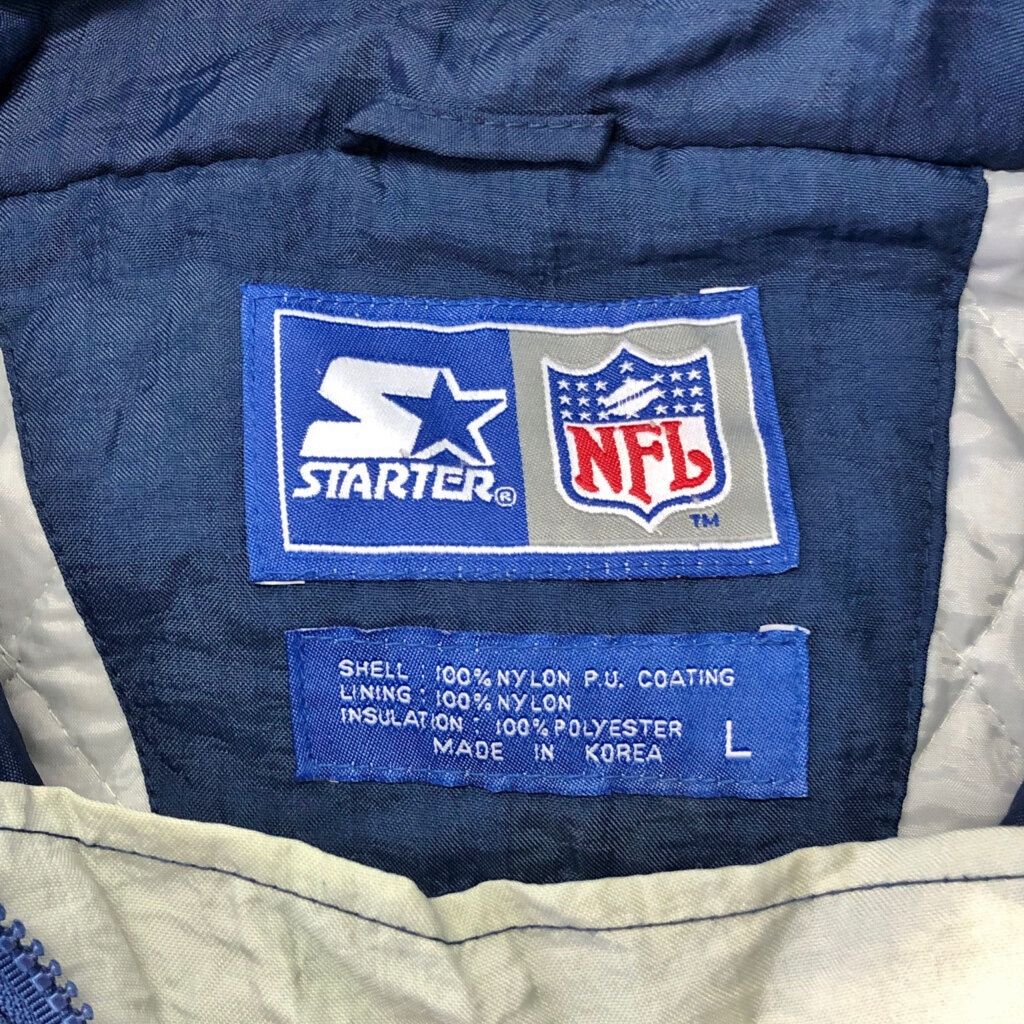 STARTER®
NFL
TM
SHELL : 100% NYLON P.U. COATING
LINING : 100% NYLON
INSULATION : 100% POLYESTER
MADE IN KOREA L